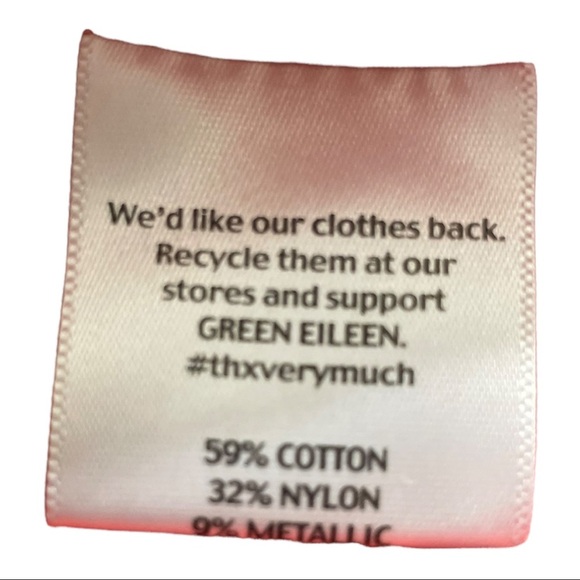 We'd like our clothes back.
Recycle them at our
stores and support
GREEN EILEEN.
#thxverymuch
59% COTTON
32% NYLON
9% METALLIC